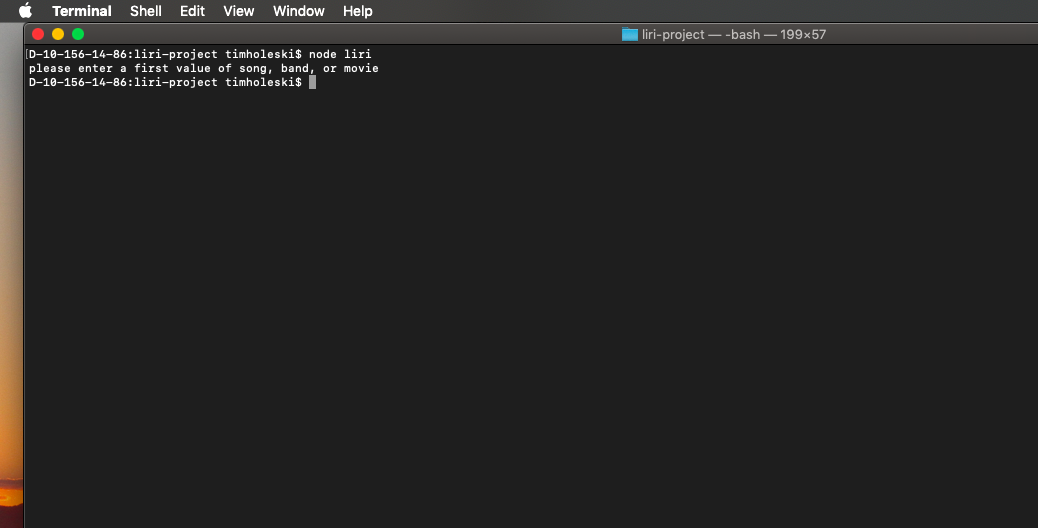 Terminal Shell Edit View Window Help
liri-project — -bash — 199×57
[D-10-156-14-86:liri-project timholeski$ node liri
please enter a first value of song, band, or movie
D-10-156-14-86:liri-project timholeski$